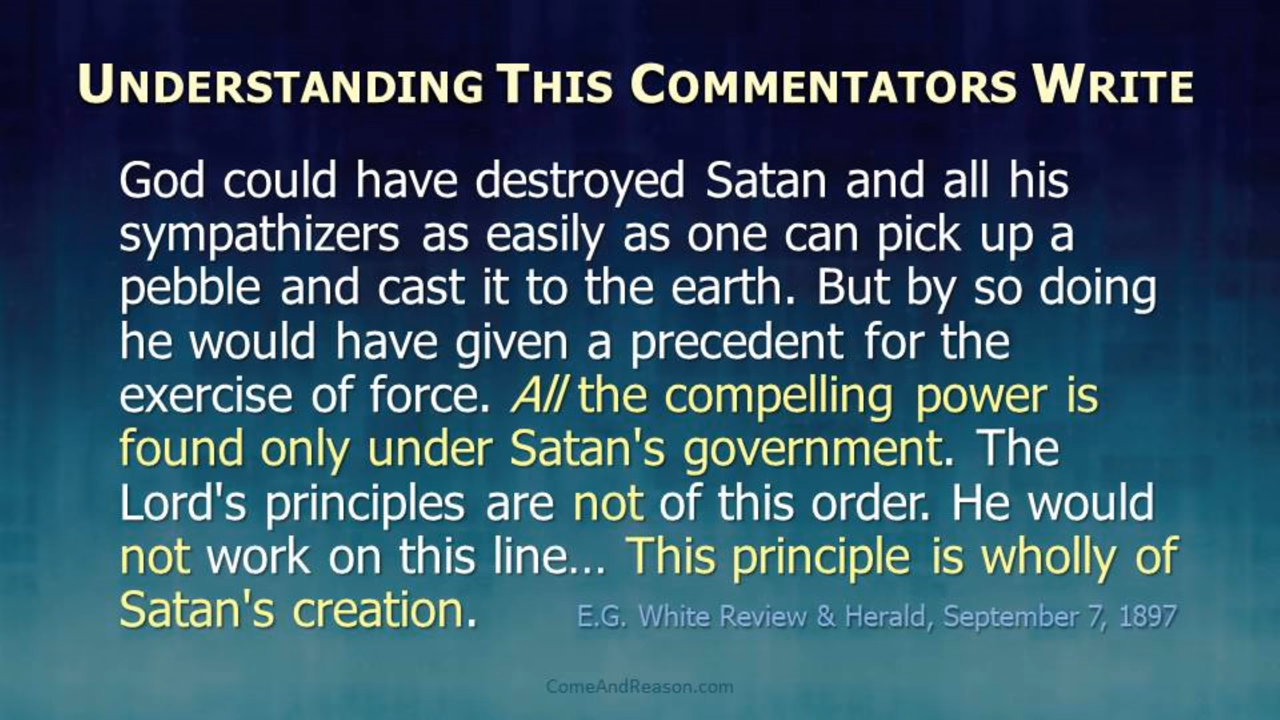 UNDERSTANDING THIS COMMENTATORS WRITE
God could have destroyed Satan and all his
sympathizers as easily as one can pick up a
pebble and cast it to the earth. But by so doing
he would have given a precedent for the
exercise of force. All the compelling power is
found only under Satan's government. The
Lord's principles are not of this order. He would
not work on this line... This principle is wholly of
Satan's creation. E.G. White Review & Herald, September 7, 1897
ComeAndReason.com